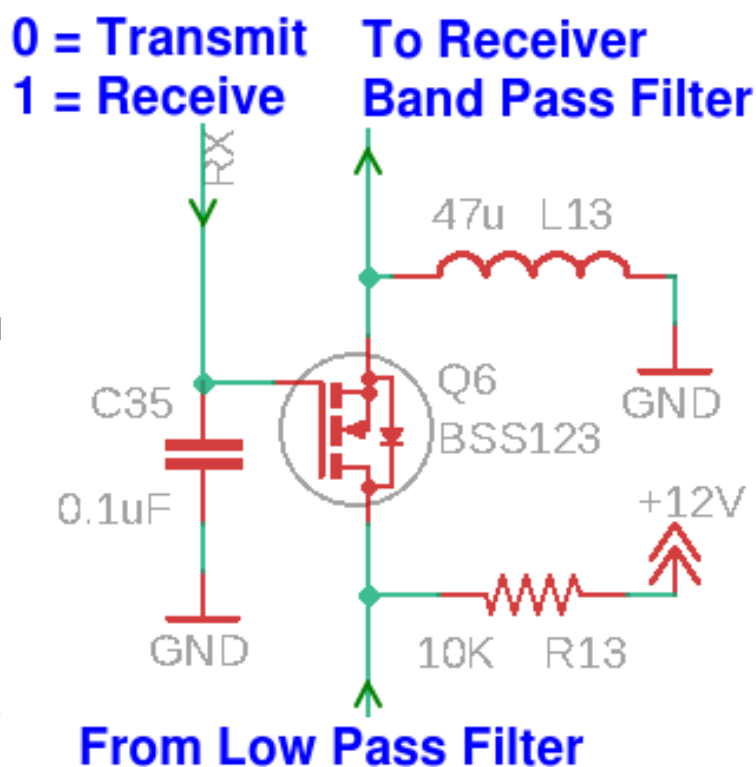 0 = Transmit
1 = Receive
To Receiver
Band Pass Filter
RX
47u L13
C35
0.1uF
GND
Q6
BSS123
GND
+12V
10K R13
From Low Pass Filter